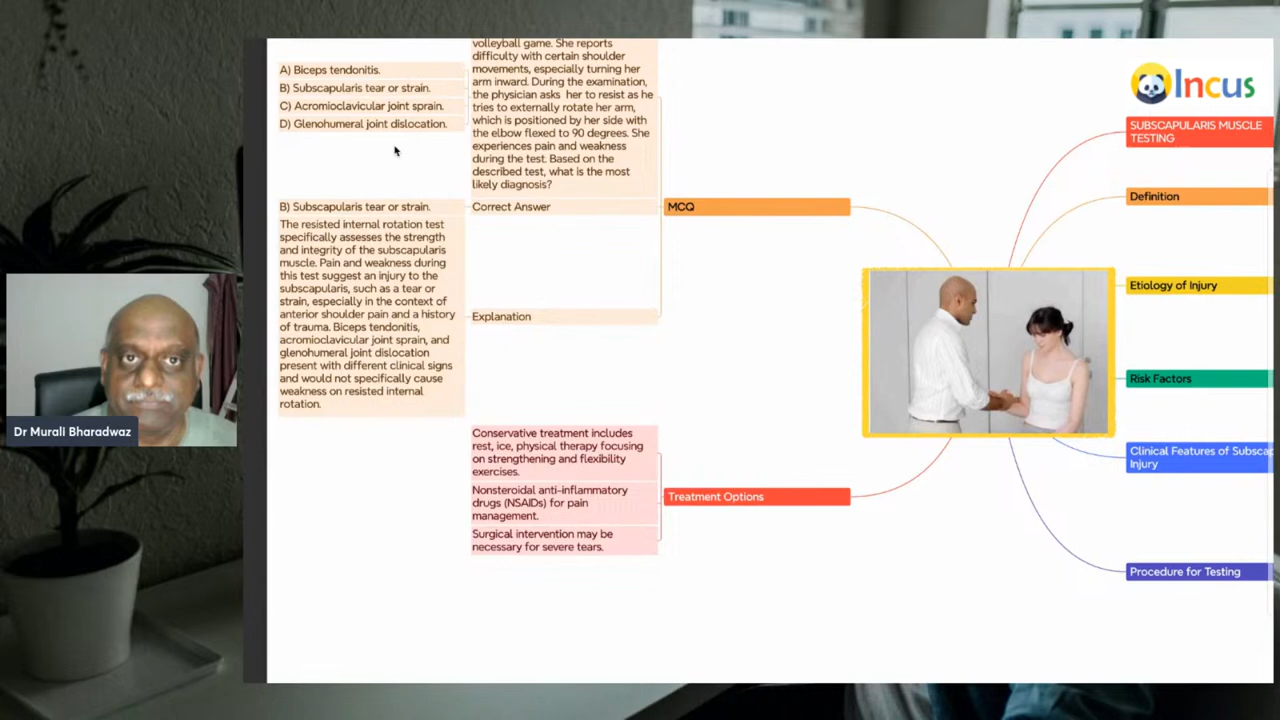 volleyball game. She reports
difficulty with certain shoulder
movements, especially turning her
arm inward. During the examination,
the physician asks her to resist as he
tries to externally rotate her arm,
which is positioned by her side with
the elbow flexed to 90 degrees. She
experiences pain and weakness
during the test. Based on the
described test, what is the most
likely diagnosis?
A) Biceps tendonitis.
B) Subscapularis tear or strain.
C) Acromioclavicular joint sprain.
D) Glenohumeral joint dislocation.
MCQ
Correct Answer
B) Subscapularis tear or strain.
Explanation
The resisted internal rotation test
specifically assesses the strength
and integrity of the subscapularis
muscle. Pain and weakness during
this test suggest an injury to the
subscapularis, such as a tear or
strain, especially in the context of
anterior shoulder pain and a history
of trauma. Biceps tendonitis,
acromioclavicular joint sprain, and
glenohumeral joint dislocation
present with different clinical signs
and would not specifically cause
weakness on resisted internal
rotation.
Treatment Options
Conservative treatment includes
rest, ice, physical therapy focusing
on strengthening and flexibility
exercises.
Nonsteroidal anti-inflammatory
drugs (NSAIDs) for pain
management.
Surgical intervention may be
necessary for severe tears.
Incus
SUBSCAPULARIS MUSCLE
TESTING
Definition
Etiology of Injury
Risk Factors
Clinical Features of
Injury
Procedure for Testing
Dr Murali Bharadwaz